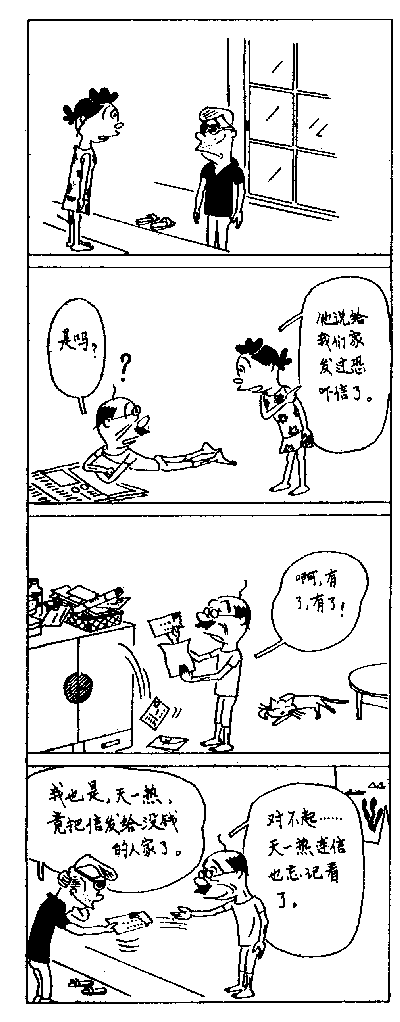 他说给
我们家
发过恐
吓信了。
是吗？
？
啊，有
了，有了！
对不起……
天一热连信
也忘记看
了。
我也是，天一热，
竟把信发给没钱
的人家了。